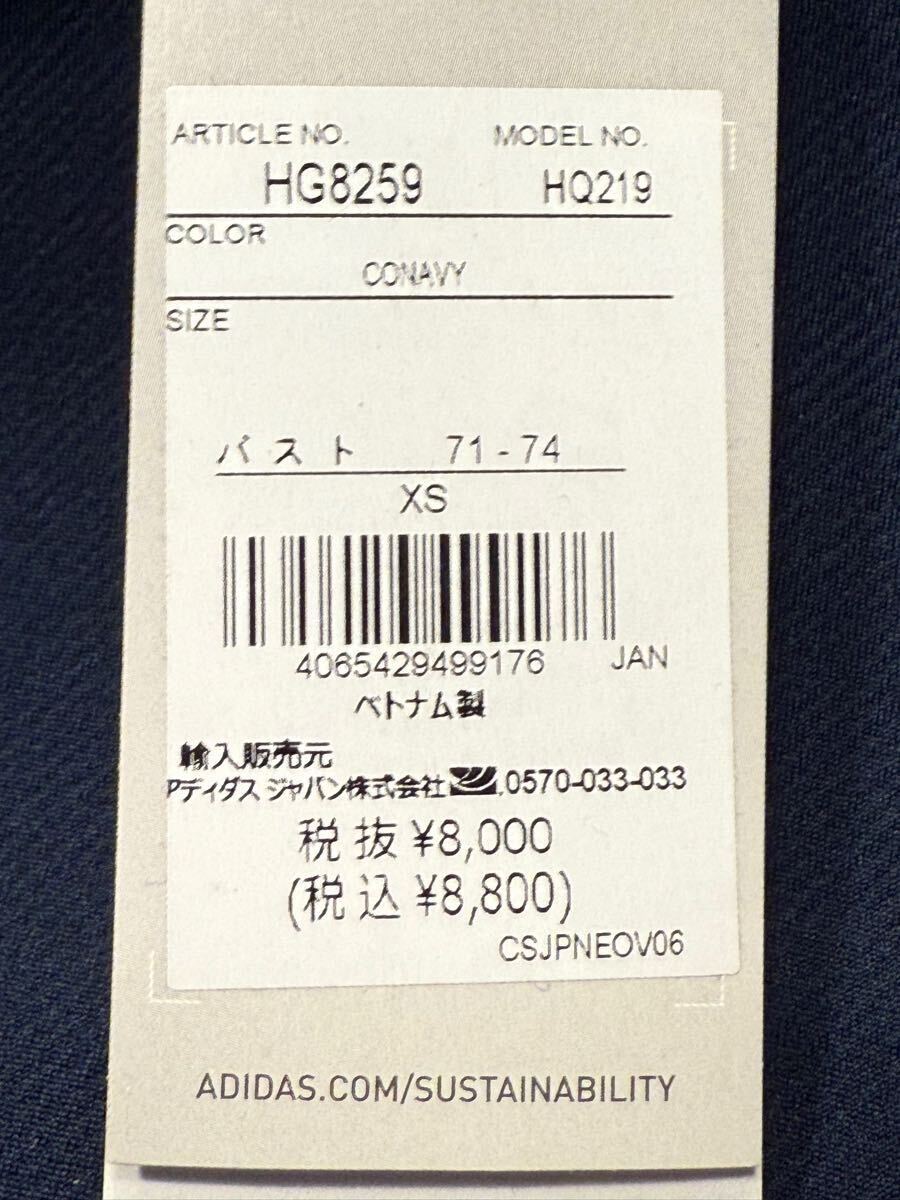 ARTICLE NO. MODEL NO.
HG8259 HQ219
COLOR
CONAVY
SIZE
バスト 71-74
XS
4065429499176 JAN
ベトナム製
輸入販売元
アディダス ジャパン株式会社 0570-033-033
税抜 ¥8,000
(税込 ¥8,800)
CSJPNEOV06
ADIDAS.COM/SUSTAINABILITY